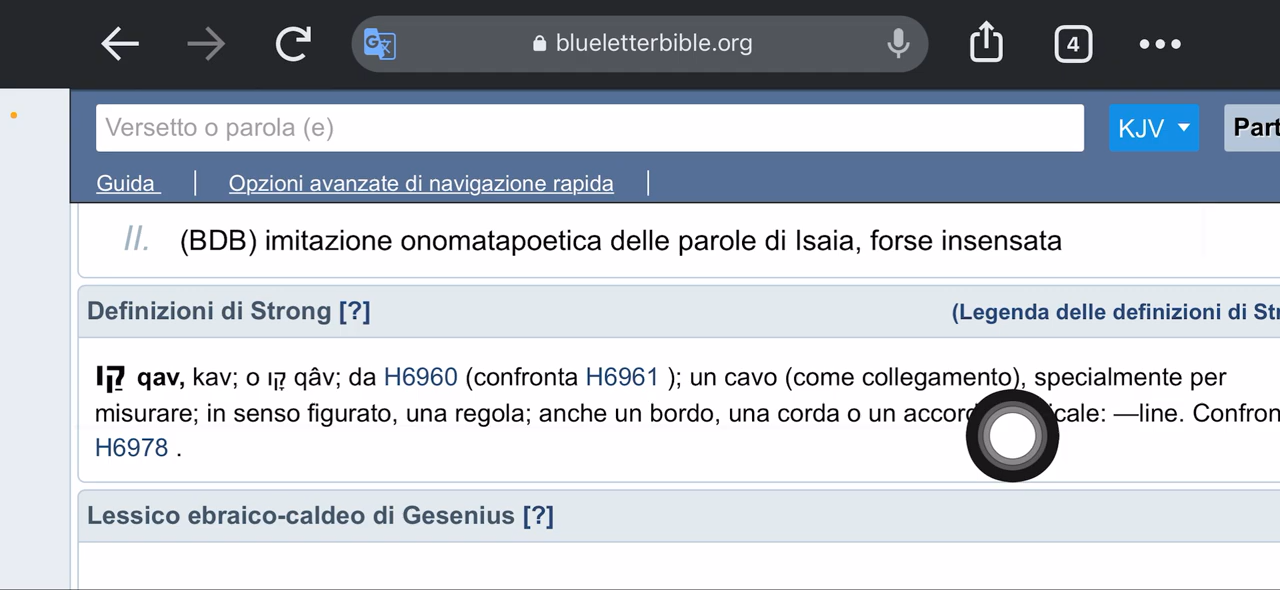 blueletterbible.org
4
Versetto o parola (e)
KJV
Part
Guida
Opzioni avanzate di navigazione rapida
II. (BDB) imitazione onomatapoetica delle parole di Isaia, forse insensata
Definizioni di Strong [?]
(Legenda delle definizioni di Str
קַו qav, kav; o קָו qâv; da H6960 (confronta H6961 ); un cavo (come collegamento), specialmente per
misurare; in senso figurato, una regola; anche un bordo, una corda o un accord cale: —line. Confron
H6978 .
Lessico ebraico-caldeo di Gesenius [?]